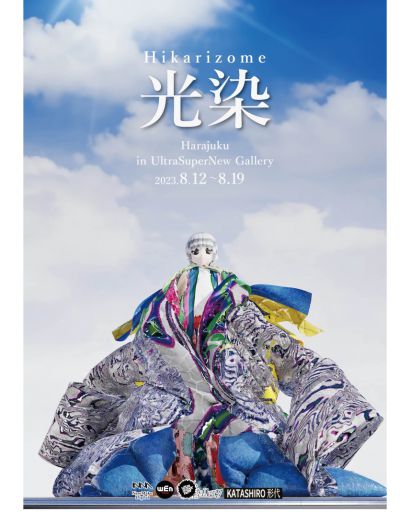 Hikarizome
光染
Harajuku
in UltraSuperNew Gallery
2023.8.12~8.19
WEN
KATASHIRO 形代